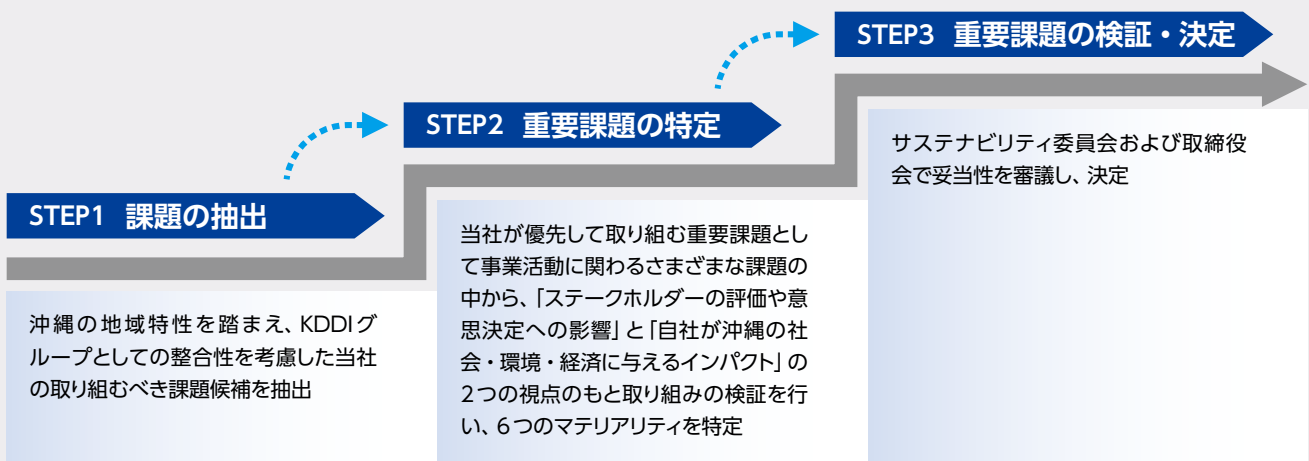 STEP1 課題の抽出
沖縄の地域特性を踏まえ、KDDIグ
ループとしての整合性を考慮した当社
の取り組むべき課題候補を抽出
STEP2 重要課題の特定
当社が優先して取り組む重要課題とし
て事業活動に関わるさまざまな課題の
中から、「ステークホルダーの評価や意
思決定への影響」と「自社が沖縄の社
会・環境・経済に与えるインパクト」の
2つの視点のもと取り組みの検証を行
い、6つのマテリアリティを特定
STEP3 重要課題の検証・決定
サステナビリティ委員会および取締役
会で妥当性を審議し、決定